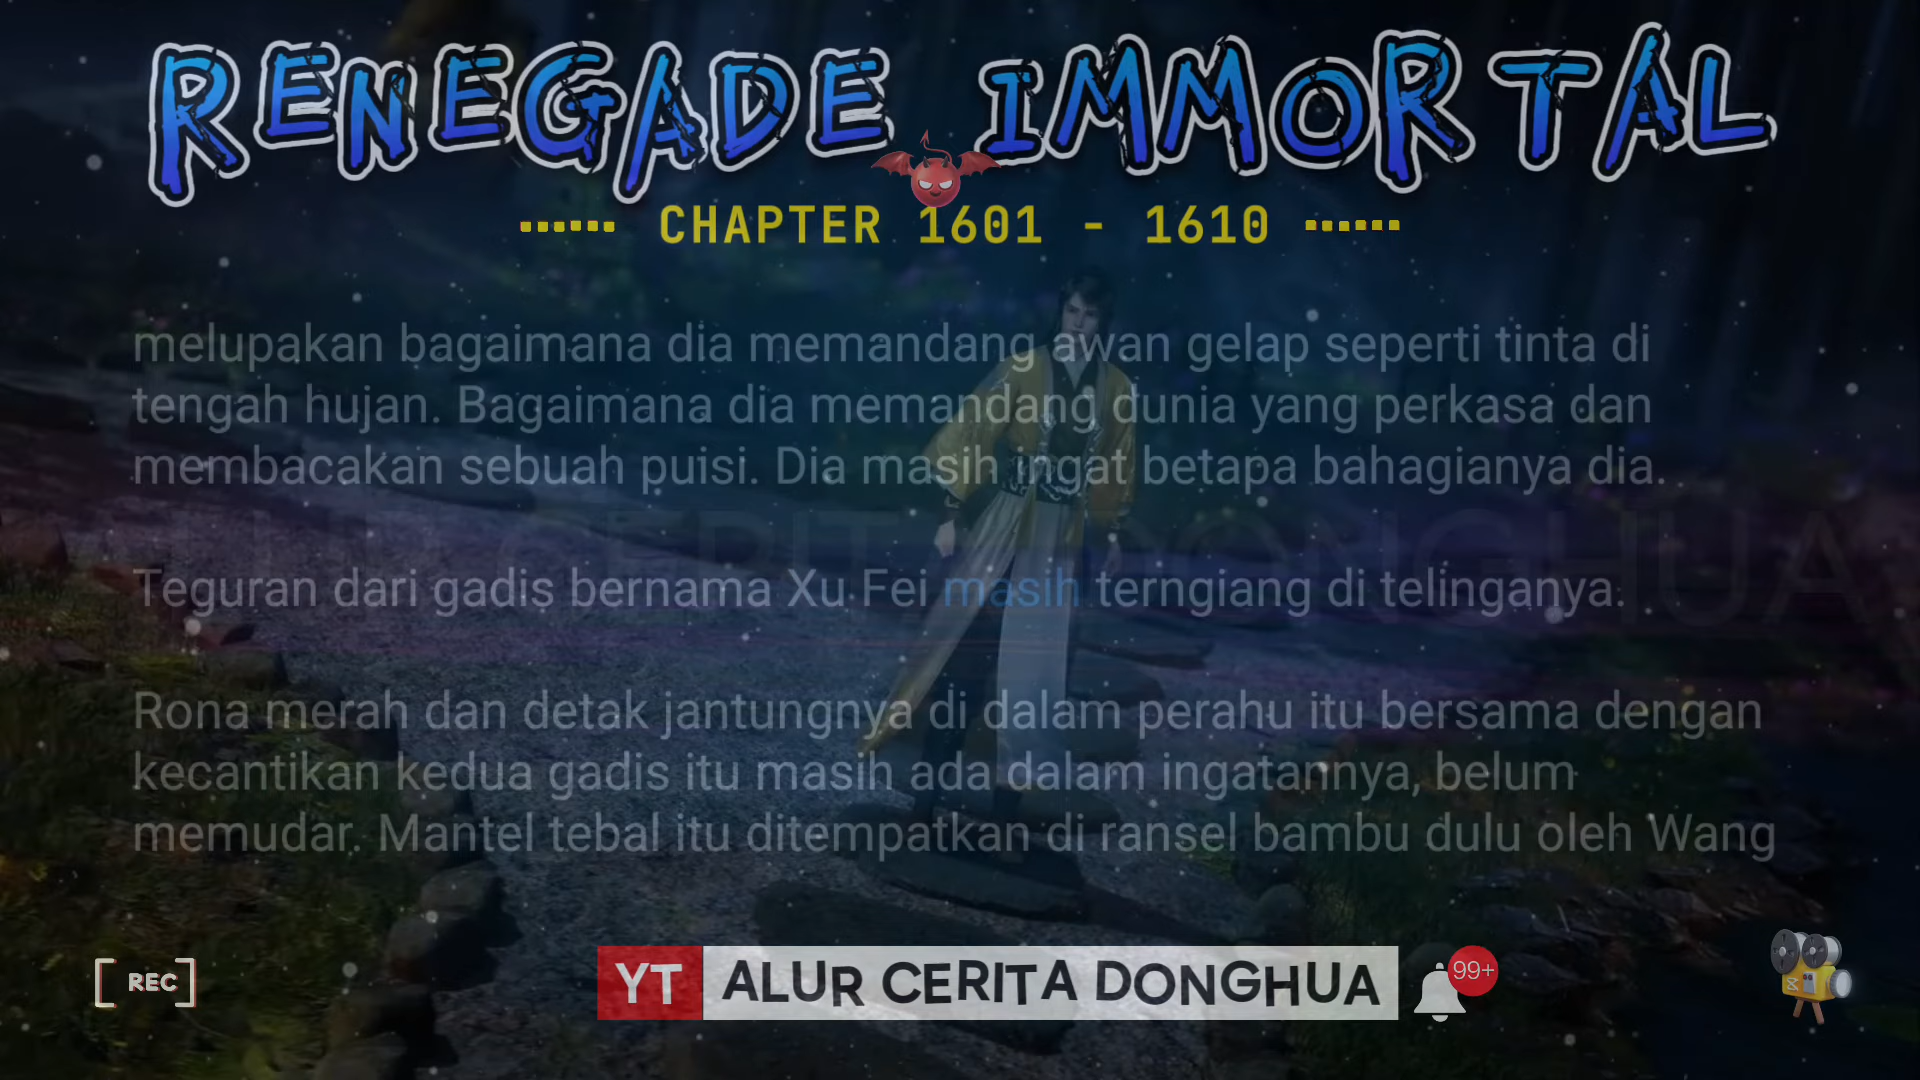 RENEGADE IMMORTAL
CHAPTER 1601 - 1610
melupakan bagaimana dia memandang awan gelap seperti tinta di
tengah hujan. Bagaimana dia memandang dunia yang perkasa dan
membacakan sebuah puisi. Dia masih ingat betapa bahagianya dia.
CERITA DONGHUA
Teguran dari gadis bernama Xu Fei masih terngiang di telinganya.
Rona merah dan detak jantungnya di dalam perahu itu bersama dengan
kecantikan kedua gadis itu masih ada dalam ingatannya, belum
memudar. Mantel tebal itu ditempatkan di ransel bambu dulu oleh Wang
[ REC ]
YT ALUR CERITA DONGHUA
99+